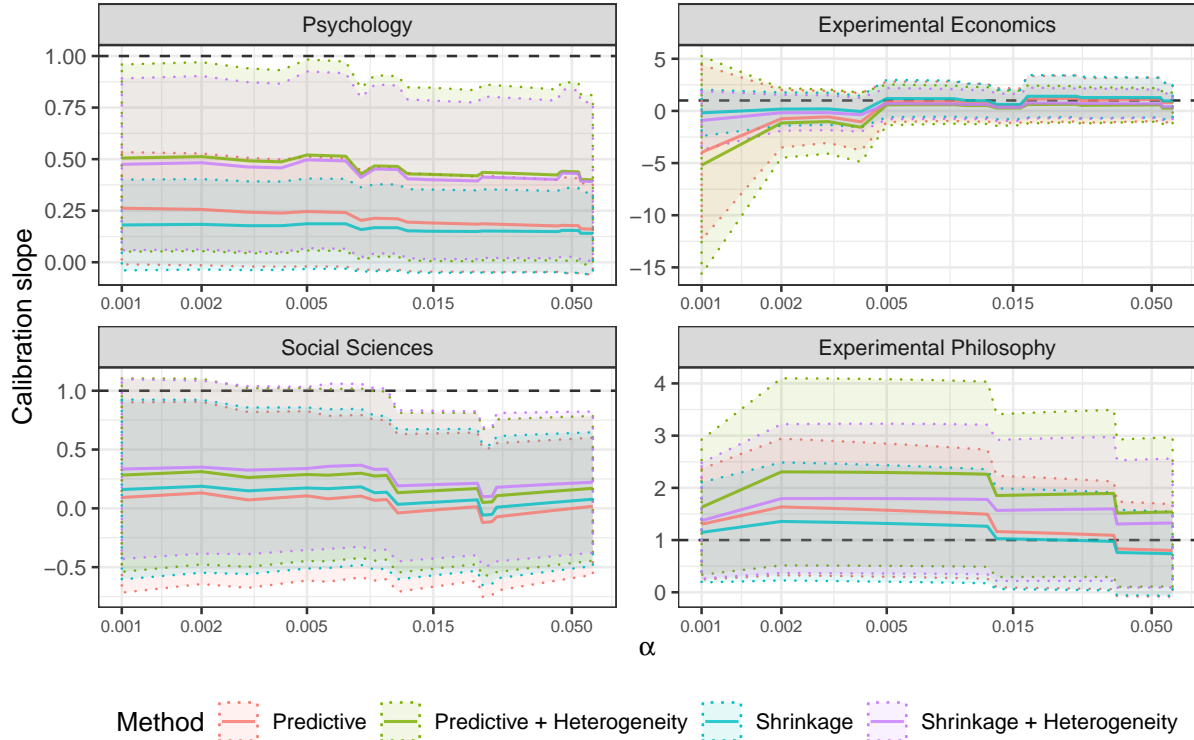 Psychology
Experimental Economics
Calibration slope
1.00
0.75
0.50
0.25
0.00
5
0
−5
−10
−15
0.001 0.002 0.005 0.015 0.050
0.001 0.002 0.005 0.015 0.050
Social Sciences
Experimental Philosophy
1.0
0.5
0.0
−0.5
4
3
2
1
0
0.001 0.002 0.005 0.015 0.050
0.001 0.002 0.005 0.015 0.050
α
Method Predictive Predictive + Heterogeneity Shrinkage Shrinkage + Heterogeneity